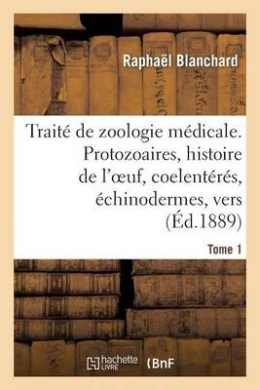 Raphaël Blanchard
Traité de zoologie médicale.
Protozoaires, histoire de
l'œuf, coelentérés,
échinodermes, vers
(Éd.1889)
Tome 1
hachette
LIVRE
{BnF